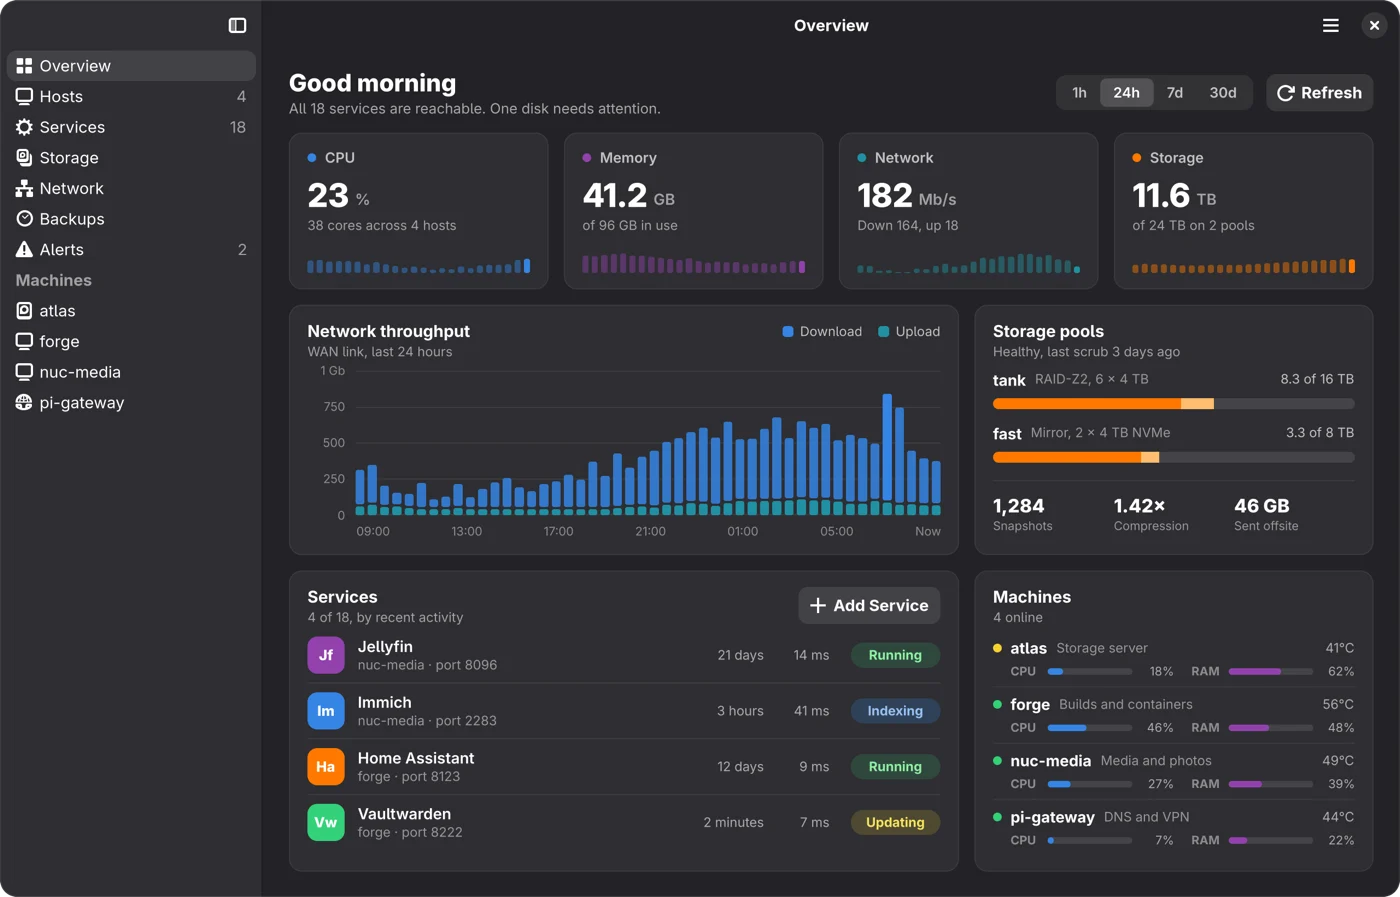 Overview
Overview
Hosts 4
Services 18
Storage
Network
Backups
Alerts 2
Machines
atlas
forge
nuc-media
pi-gateway
Good morning
All 18 services are reachable. One disk needs attention.
1h 24h 7d 30d
Refresh
CPU
23 %
38 cores across 4 hosts
Memory
41.2 GB
of 96 GB in use
Network
182 Mb/s
Down 164, up 18
Storage
11.6 TB
of 24 TB on 2 pools
Network throughput
WAN link, last 24 hours
Download Upload
1 Gb
750
500
250
0
09:00 13:00 17:00 21:00 01:00 05:00 Now
Storage pools
Healthy, last scrub 3 days ago
tank RAID-Z2, 6 × 4 TB 8.3 of 16 TB
fast Mirror, 2 × 4 TB NVMe 3.3 of 8 TB
1,284 1.42× 46 GB
Snapshots Compression Sent offsite
Services
4 of 18, by recent activity
Add Service
Jf Jellyfin
nuc-media · port 8096
21 days 14 ms Running
Im Immich
nuc-media · port 2283
3 hours 41 ms Indexing
Ha Home Assistant
forge · port 8123
12 days 9 ms Running
Vw Vaultwarden
forge · port 8222
2 minutes 7 ms Updating
Machines
4 online
atlas Storage server 41°C
CPU 18% RAM 62%
forge Builds and containers 56°C
CPU 46% RAM 48%
nuc-media Media and photos 49°C
CPU 27% RAM 39%
pi-gateway DNS and VPN 44°C
CPU 7% RAM 22%